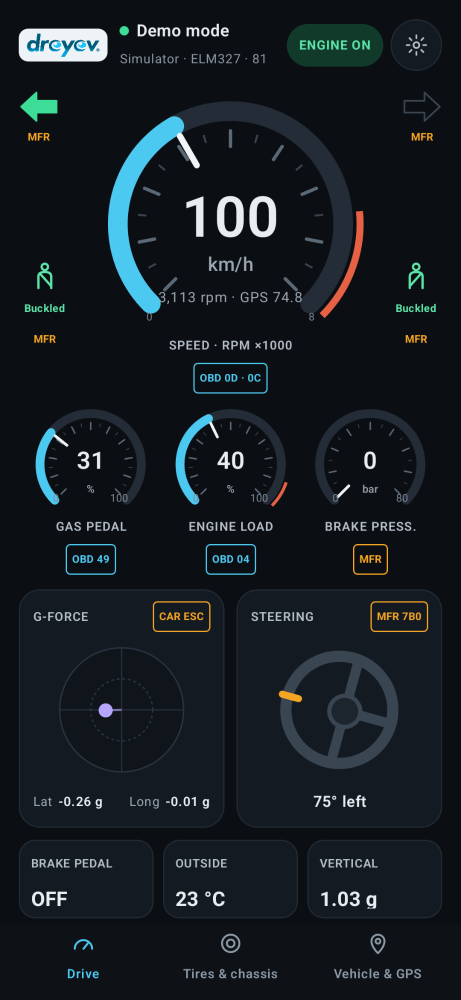 dreyev.
Demo mode
Simulator · ELM327 · 81
ENGINE ON
MFR
MFR
100
km/h
3,113 rpm · GPS 74.8
0
8
Buckled
Buckled
MFR
MFR
SPEED · RPM ×1000
OBD 0D · 0C
31
%
0
100
40
%
0
100
0
bar
0
80
GAS PEDAL
ENGINE LOAD
BRAKE PRESS.
OBD 49
OBD 04
MFR
G-FORCE
CAR ESC
Lat -0.26 g
Long -0.01 g
STEERING
MFR 7B0
75° left
BRAKE PEDAL
OFF
OUTSIDE
23 °C
VERTICAL
1.03 g
Drive
Tires & chassis
Vehicle & GPS